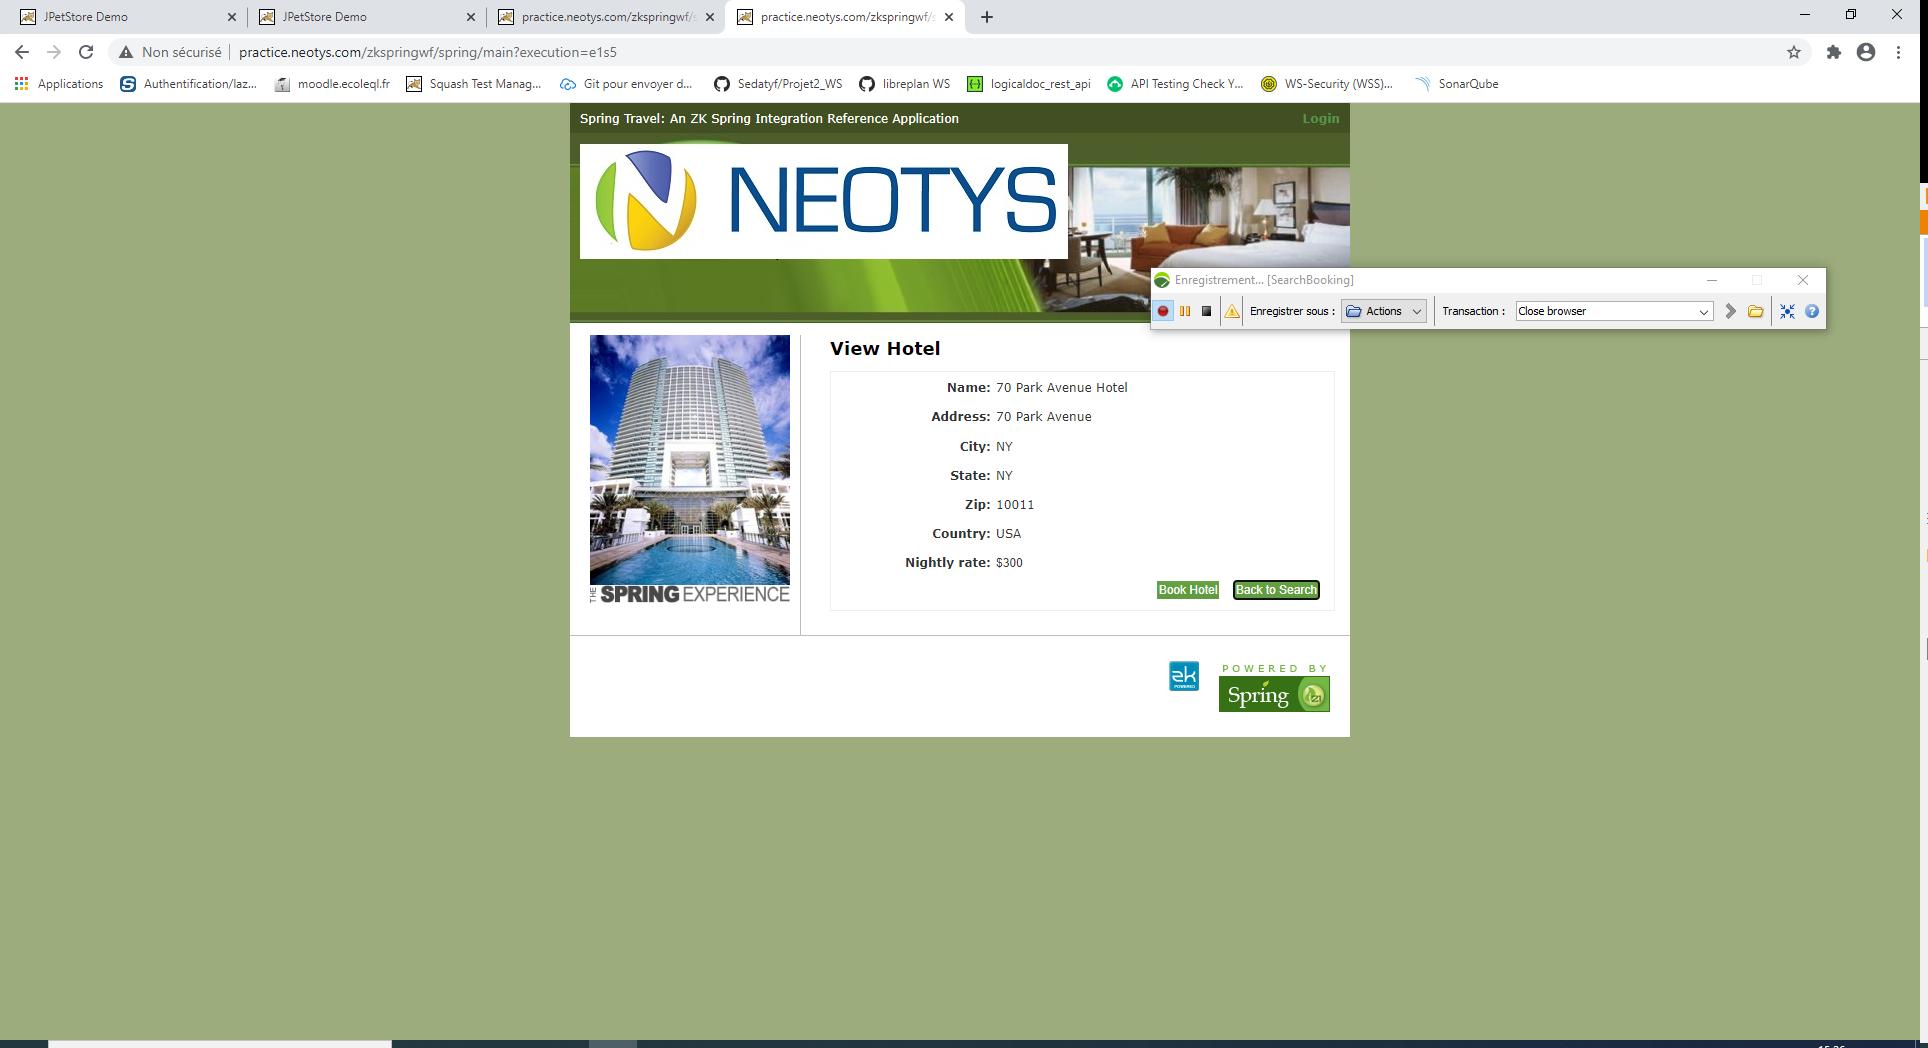 JPetStore Demo
JPetStore Demo
practice.neotys.com/zkspringwf/s
practice.neotys.com/zkspringwf/s
Non sécurisé
practice.neotys.com/zkspringwf/spring/main?execution=e1s5
Applications
Authentification/laz...
moodle.ecoleql.fr
Squash Test Manag...
Git pour envoyer d...
Sedatyf/Projet2_WS
libreplan WS
logicaldoc_rest_api
API Testing Check Y...
WS-Security (WSS)...
SonarQube
Spring Travel: An ZK Spring Integration Reference Application
Login
NEOTYS
Enregistrement... [SearchBooking]
Enregistrer sous :
Actions
Transaction :
Close browser
View Hotel
Name: 70 Park Avenue Hotel
Address: 70 Park Avenue
City: NY
State: NY
Zip: 10011
Country: USA
Nightly rate: $300
Book Hotel
Back to Search
THE SPRING EXPERIENCE
zk
POWERED
POWERED BY
Spring